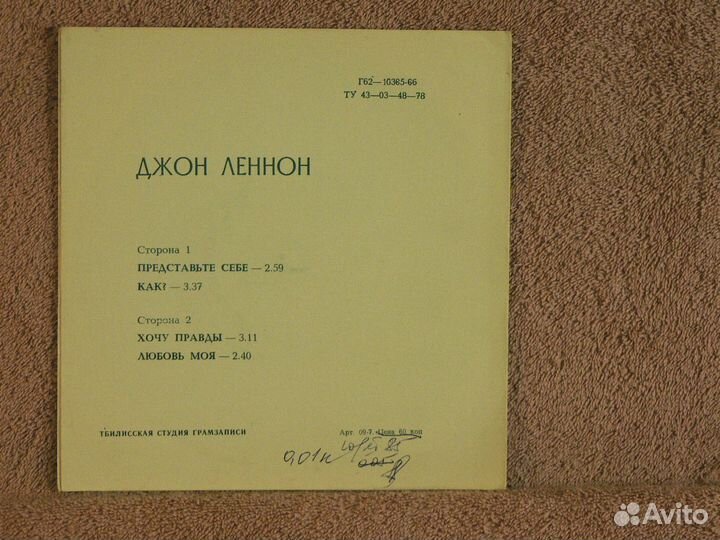 Г62—10365-66
ТУ 43—03—48—78
ДЖОН ЛЕННОН
Сторона 1
ПРЕДСТАВЬТЕ СЕБЕ — 2.59
КАК? — 3.37
Сторона 2
ХОЧУ ПРАВДЫ — 3.11
ЛЮБОВЬ МОЯ — 2.40
ТБИЛИССКАЯ СТУДИЯ ГРАМЗАПИСИ
Арт. 09-7. Цена 60 коп
Avito